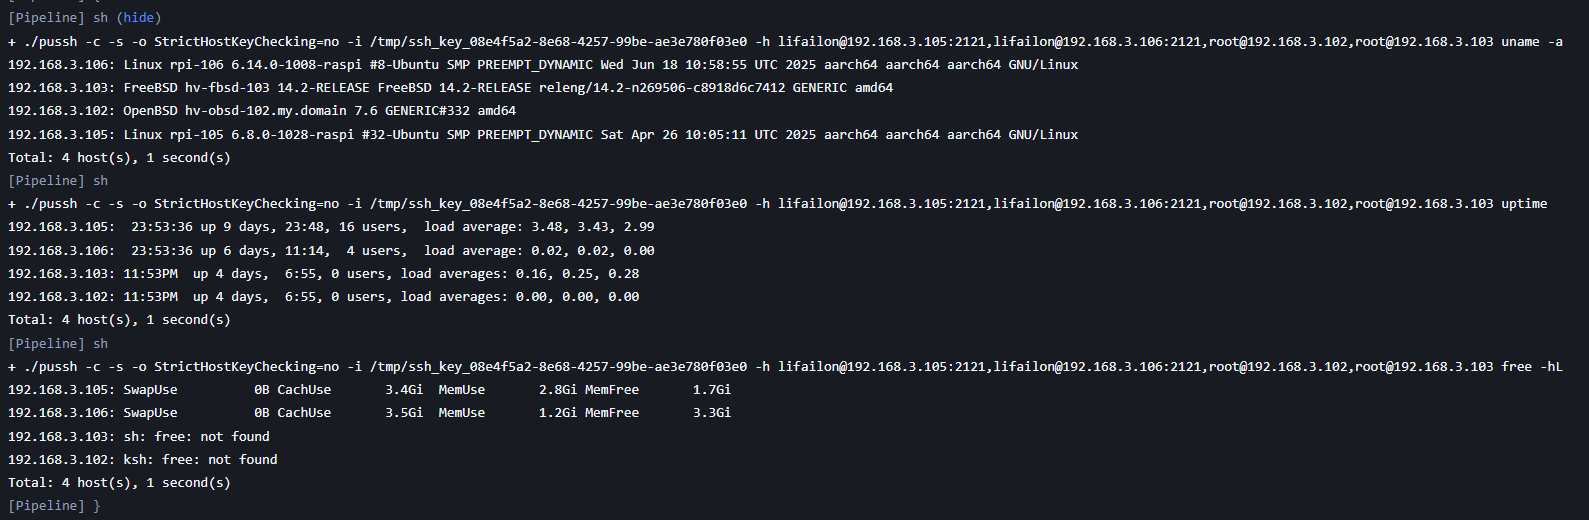 [Pipeline] sh (hide)
+ ./pussh -c -s -o StrictHostKeyChecking=no -i /tmp/ssh_key_08e4f5a2-8e68-4257-99be-ae3e780f03e0 -h lifailon@192.168.3.105:2121,lifailon@192.168.3.106:2121,root@192.168.3.102,root@192.168.3.103 uname -a
192.168.3.106: Linux rpi-106 6.14.0-1008-raspi #8-Ubuntu SMP PREEMPT_DYNAMIC Wed Jun 18 10:58:55 UTC 2025 aarch64 aarch64 aarch64 GNU/Linux
192.168.3.103: FreeBSD hv-fbsd-103 14.2-RELEASE FreeBSD 14.2-RELEASE releng/14.2-n269506-c8918d6c7412 GENERIC amd64
192.168.3.102: OpenBSD hv-obsd-102.my.domain 7.6 GENERIC#332 amd64
192.168.3.105: Linux rpi-105 6.8.0-1028-raspi #32-Ubuntu SMP PREEMPT_DYNAMIC Sat Apr 26 10:05:11 UTC 2025 aarch64 aarch64 aarch64 GNU/Linux
Total: 4 host(s), 1 second(s)
[Pipeline] sh
+ ./pussh -c -s -o StrictHostKeyChecking=no -i /tmp/ssh_key_08e4f5a2-8e68-4257-99be-ae3e780f03e0 -h lifailon@192.168.3.105:2121,lifailon@192.168.3.106:2121,root@192.168.3.102,root@192.168.3.103 uptime
192.168.3.105:  23:53:36 up 9 days, 23:48, 16 users,  load average: 3.48, 3.43, 2.99
192.168.3.106:  23:53:36 up 6 days, 11:14,  4 users,  load average: 0.02, 0.02, 0.00
192.168.3.103: 11:53PM  up 4 days,  6:55, 0 users, load averages: 0.16, 0.25, 0.28
192.168.3.102: 11:53PM  up 4 days,  6:55, 0 users, load averages: 0.00, 0.00, 0.00
Total: 4 host(s), 1 second(s)
[Pipeline] sh
+ ./pussh -c -s -o StrictHostKeyChecking=no -i /tmp/ssh_key_08e4f5a2-8e68-4257-99be-ae3e780f03e0 -h lifailon@192.168.3.105:2121,lifailon@192.168.3.106:2121,root@192.168.3.102,root@192.168.3.103 free -hL
192.168.3.105: SwapUse          0B CachUse       3.4Gi  MemUse       2.8Gi MemFree       1.7Gi
192.168.3.106: SwapUse          0B CachUse       3.5Gi  MemUse       1.2Gi MemFree       3.3Gi
192.168.3.103: sh: free: not found
192.168.3.102: ksh: free: not found
Total: 4 host(s), 1 second(s)
[Pipeline] }